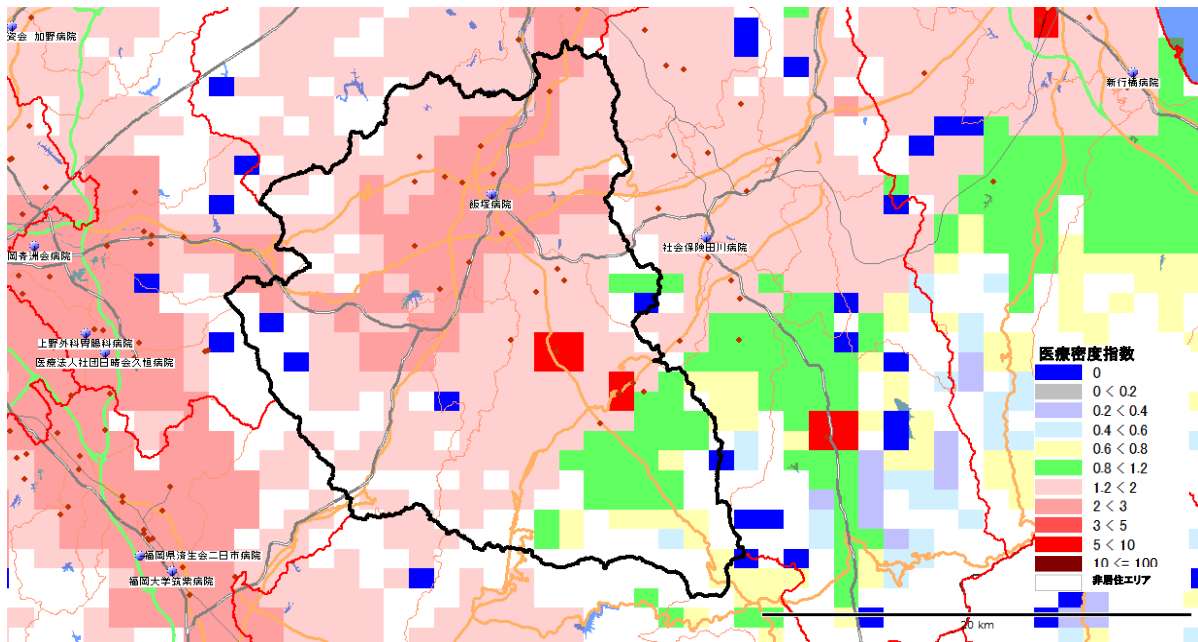 加野病院
新行橋病院
飯塚病院
社会保険田川病院
岡青洲会病院
上野外科胃腸科病院
医療法人社団日晴会久恒病院
福岡県済生会二日市病院
福岡大学筑紫病院
医療密度指数
0
0 < 0.2
0.2 < 0.4
0.4 < 0.6
0.6 < 0.8
0.8 < 1.2
1.2 < 2
2 < 3
3 < 5
5 < 10
10 <= 100
非居住エリア
20 km